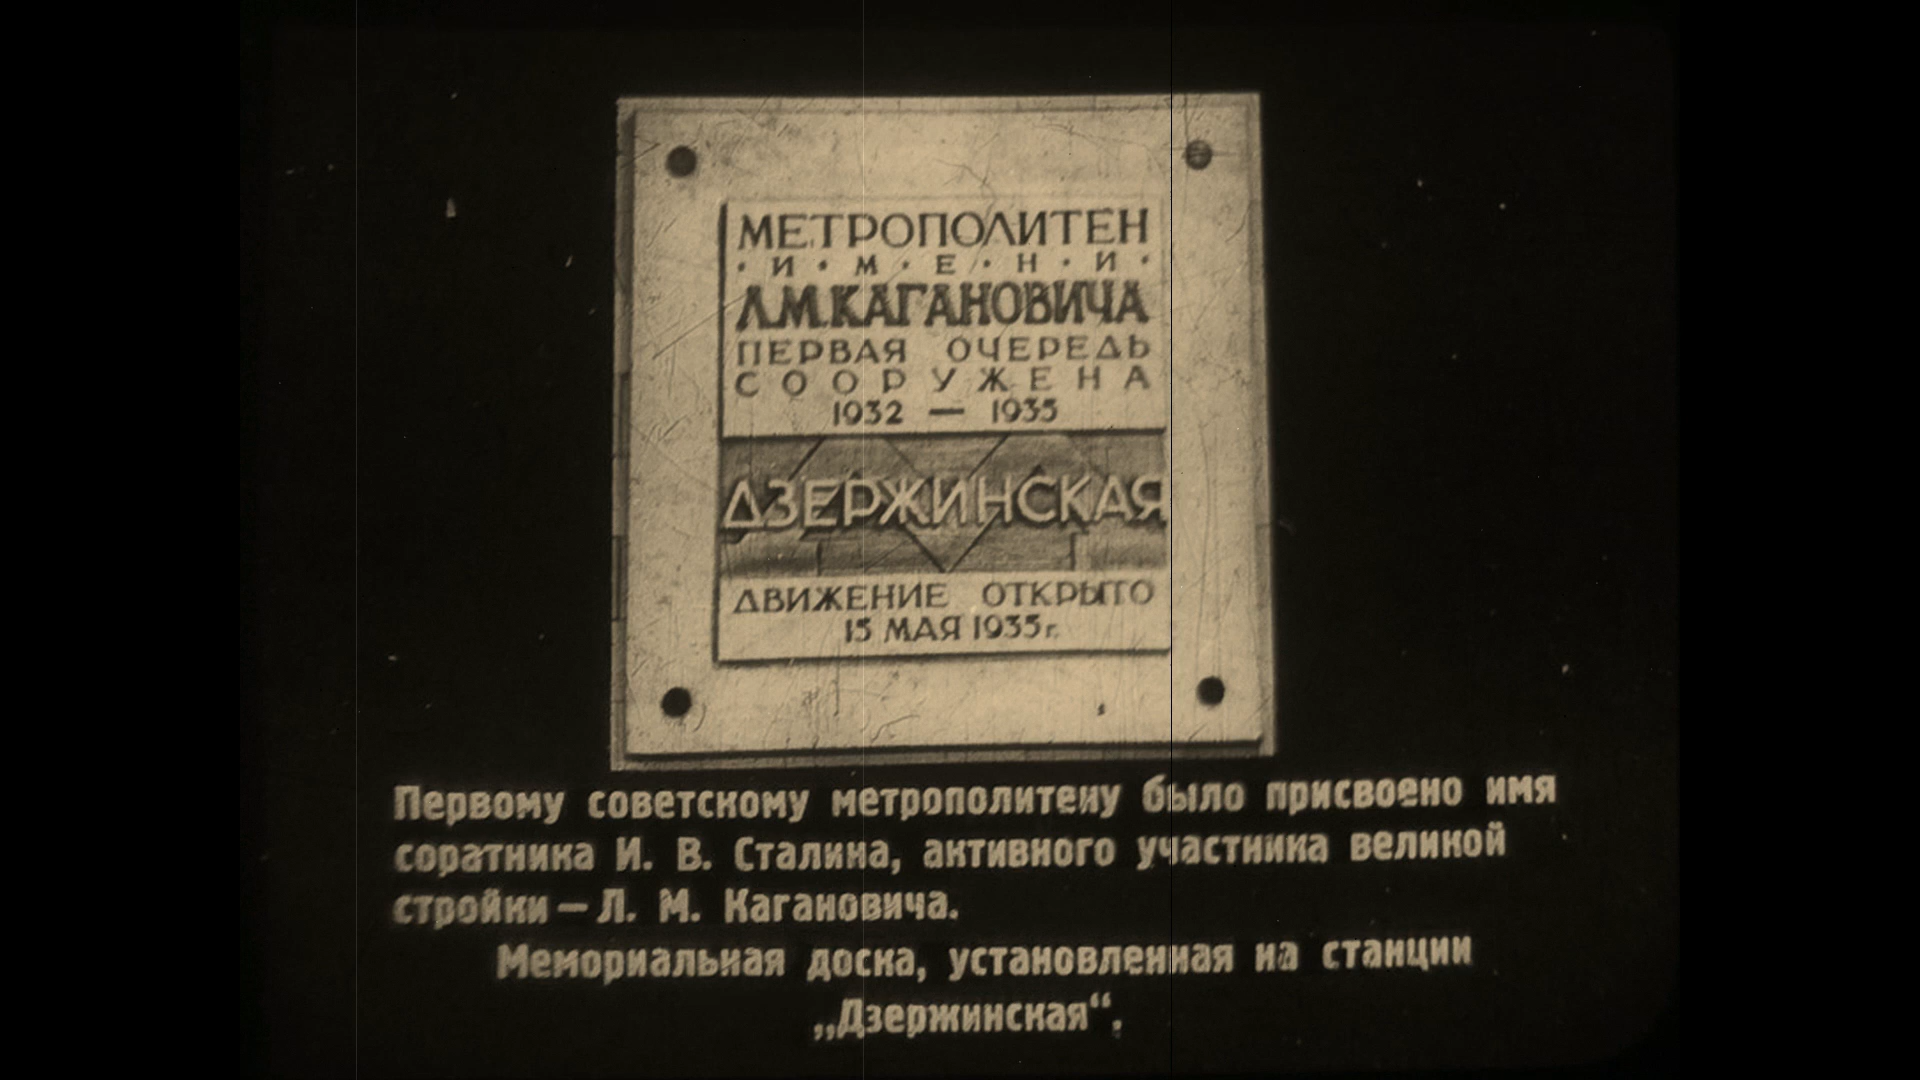 МЕТРОПОЛИТЕН
· И · М · Е · Н · И ·
Л.М.КАГАНОВИЧА
ПЕРВАЯ ОЧЕРЕДЬ
СООРУЖЕНА
1932 — 1935
ДЗЕРЖИНСКАЯ
ДВИЖЕНИЕ ОТКРЫТО
15 МАЯ 1935г.
Первому советскому метрополитену было присвоено имя
соратника И. В. Сталина, активного участника великой
стройки — Л. М. Кагановича.
Мемориальная доска, установленная на станции
„Дзержинская“.